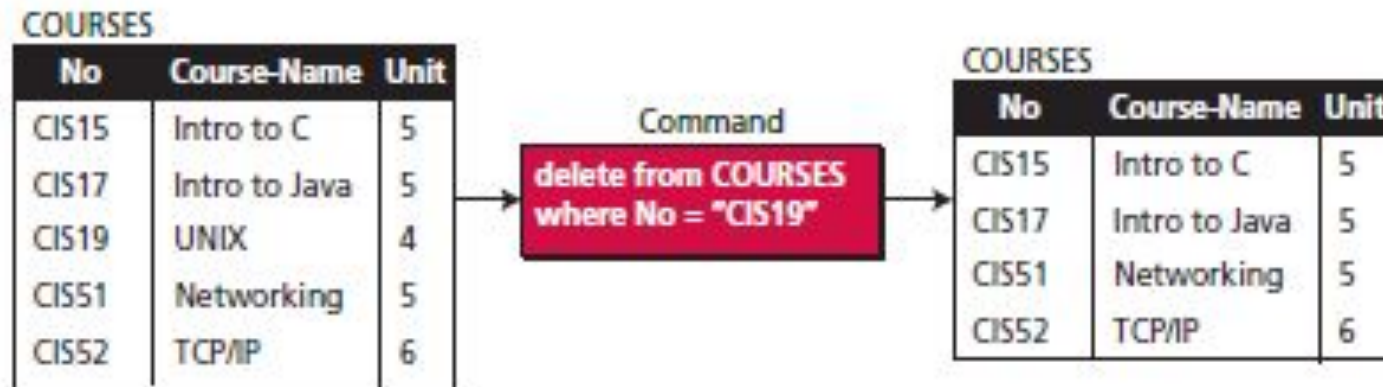 COURSES
No Course-Name Unit
CIS15 Intro to C 5
CIS17 Intro to Java 5
CIS19 UNIX 4
CIS51 Networking 5
CIS52 TCP/IP 6
Command
delete from COURSES
where No = "CIS19"
COURSES
No Course-Name Unit
CIS15 Intro to C 5
CIS17 Intro to Java 5
CIS51 Networking 5
CIS52 TCP/IP 6